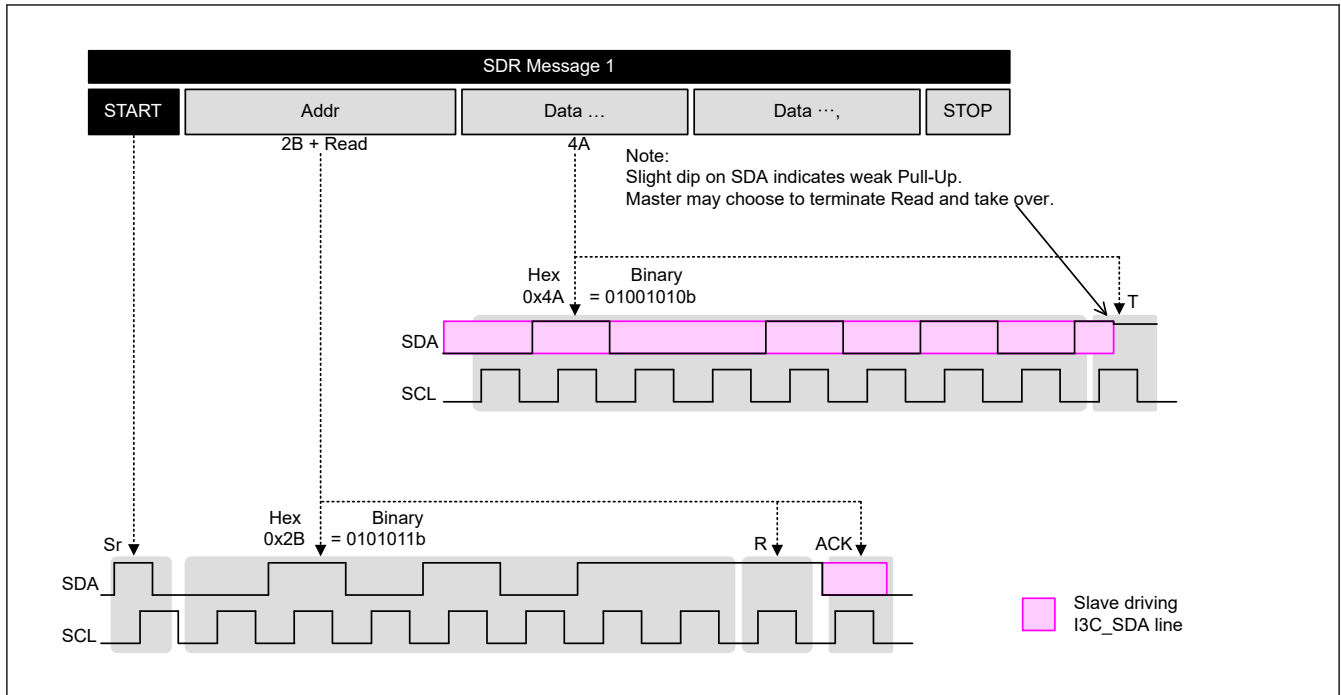 SDR Message 1
START
Addr
Data …
Data ⋯,
STOP
2B + Read
4A
Note:
Slight dip on SDA indicates weak Pull-Up.
Master may choose to terminate Read and take over.
Hex Binary
0x4A = 01001010b
T
SDA
SCL
Hex Binary
0x2B = 0101011b
Sr
R
ACK
SDA
SCL
Slave driving
I3C_SDA line